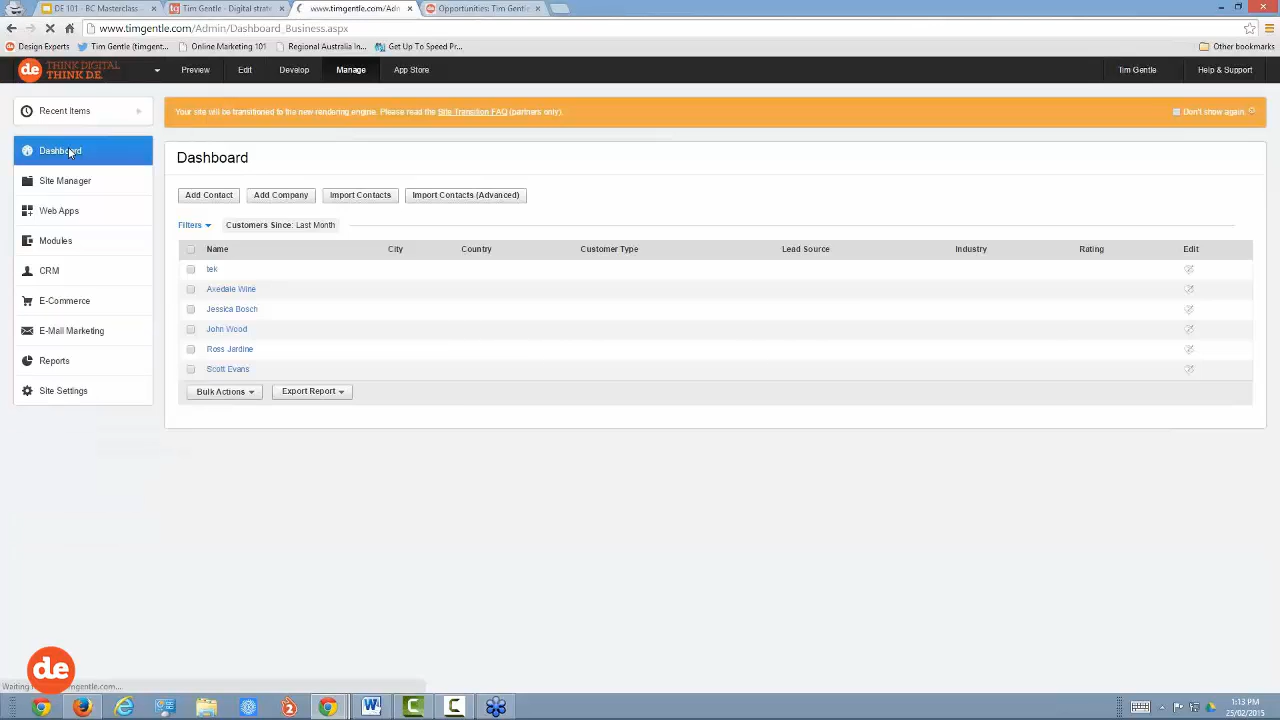 DE 101 - BC Masterclass...
Tim Gentle - Digital strate
www.timgentle.com/Adm
Opportunities: Tim Gentle
www.timgentle.com/Admin/Dashboard_Business.aspx
Design Experts
Tim Gentle (timgent...
Online Marketing 101
Regional Australia In...
Get Up To Speed Pr...
Other bookmarks
de THINK DIGITAL THINK D.E.
Preview
Edit
Develop
Manage
App Store
Tim Gentle
Help & Support
Recent Items
Your site will be transitioned to the new rendering engine. Please read the Site Transition FAQ (partners only).
Don't show again.
Dashboard
Site Manager
Web Apps
Modules
CRM
E-Commerce
E-Mail Marketing
Reports
Site Settings
Dashboard
Add Contact
Add Company
Import Contacts
Import Contacts (Advanced)
Filters
Customers Since: Last Month
Name City Country Customer Type Lead Source Industry Rating Edit
tek
Axedale Wine
Jessica Bosch
John Wood
Ross Jardine
Scott Evans
Bulk Actions
Export Report
de
Waiting timgentle.com...
1:13 PM
25/02/2015